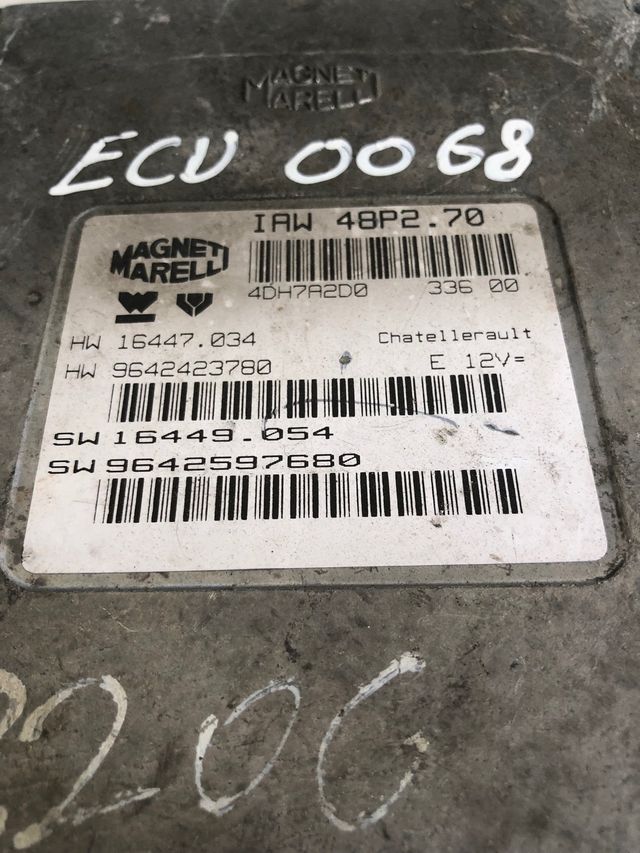 MAGNETI
MARELLI
ECU 0068
IAW 48P2.70
MAGNETI
MARELLI
4DH7A2D0 336 00
HW 16447.034 Chatellerault
HW 9642423780 E 12V=
SW 16449.054
SW 9642597680
206